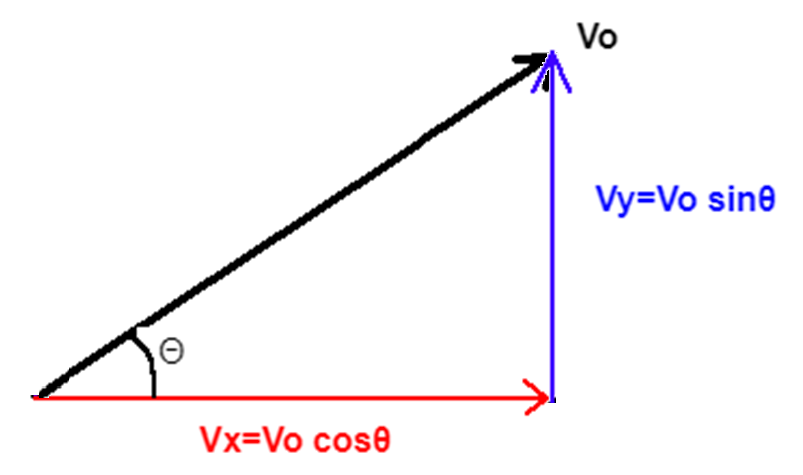 Vo
Vy=Vo sinθ
Θ
Vx=Vo cosθ